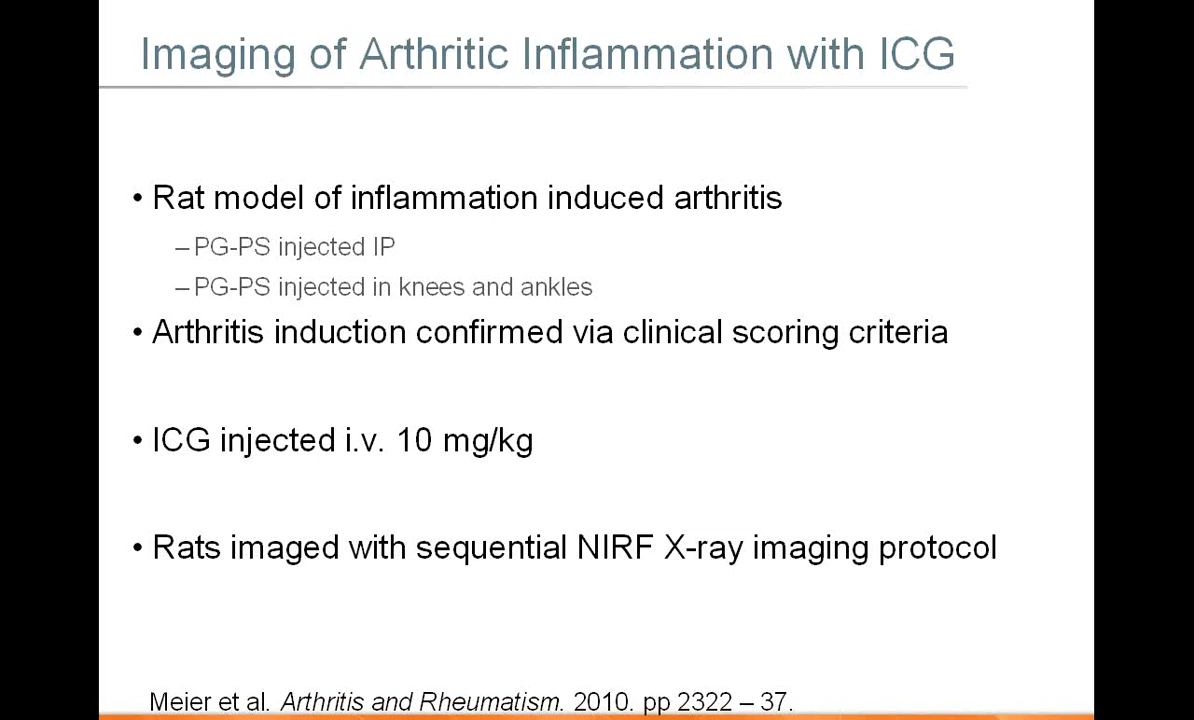 Imaging of Arthritic Inflammation with ICG
• Rat model of inflammation induced arthritis
– PG-PS injected IP
– PG-PS injected in knees and ankles
• Arthritis induction confirmed via clinical scoring criteria
• ICG injected i.v. 10 mg/kg
• Rats imaged with sequential NIRF X-ray imaging protocol
Meier et al. Arthritis and Rheumatism. 2010. pp 2322 – 37.